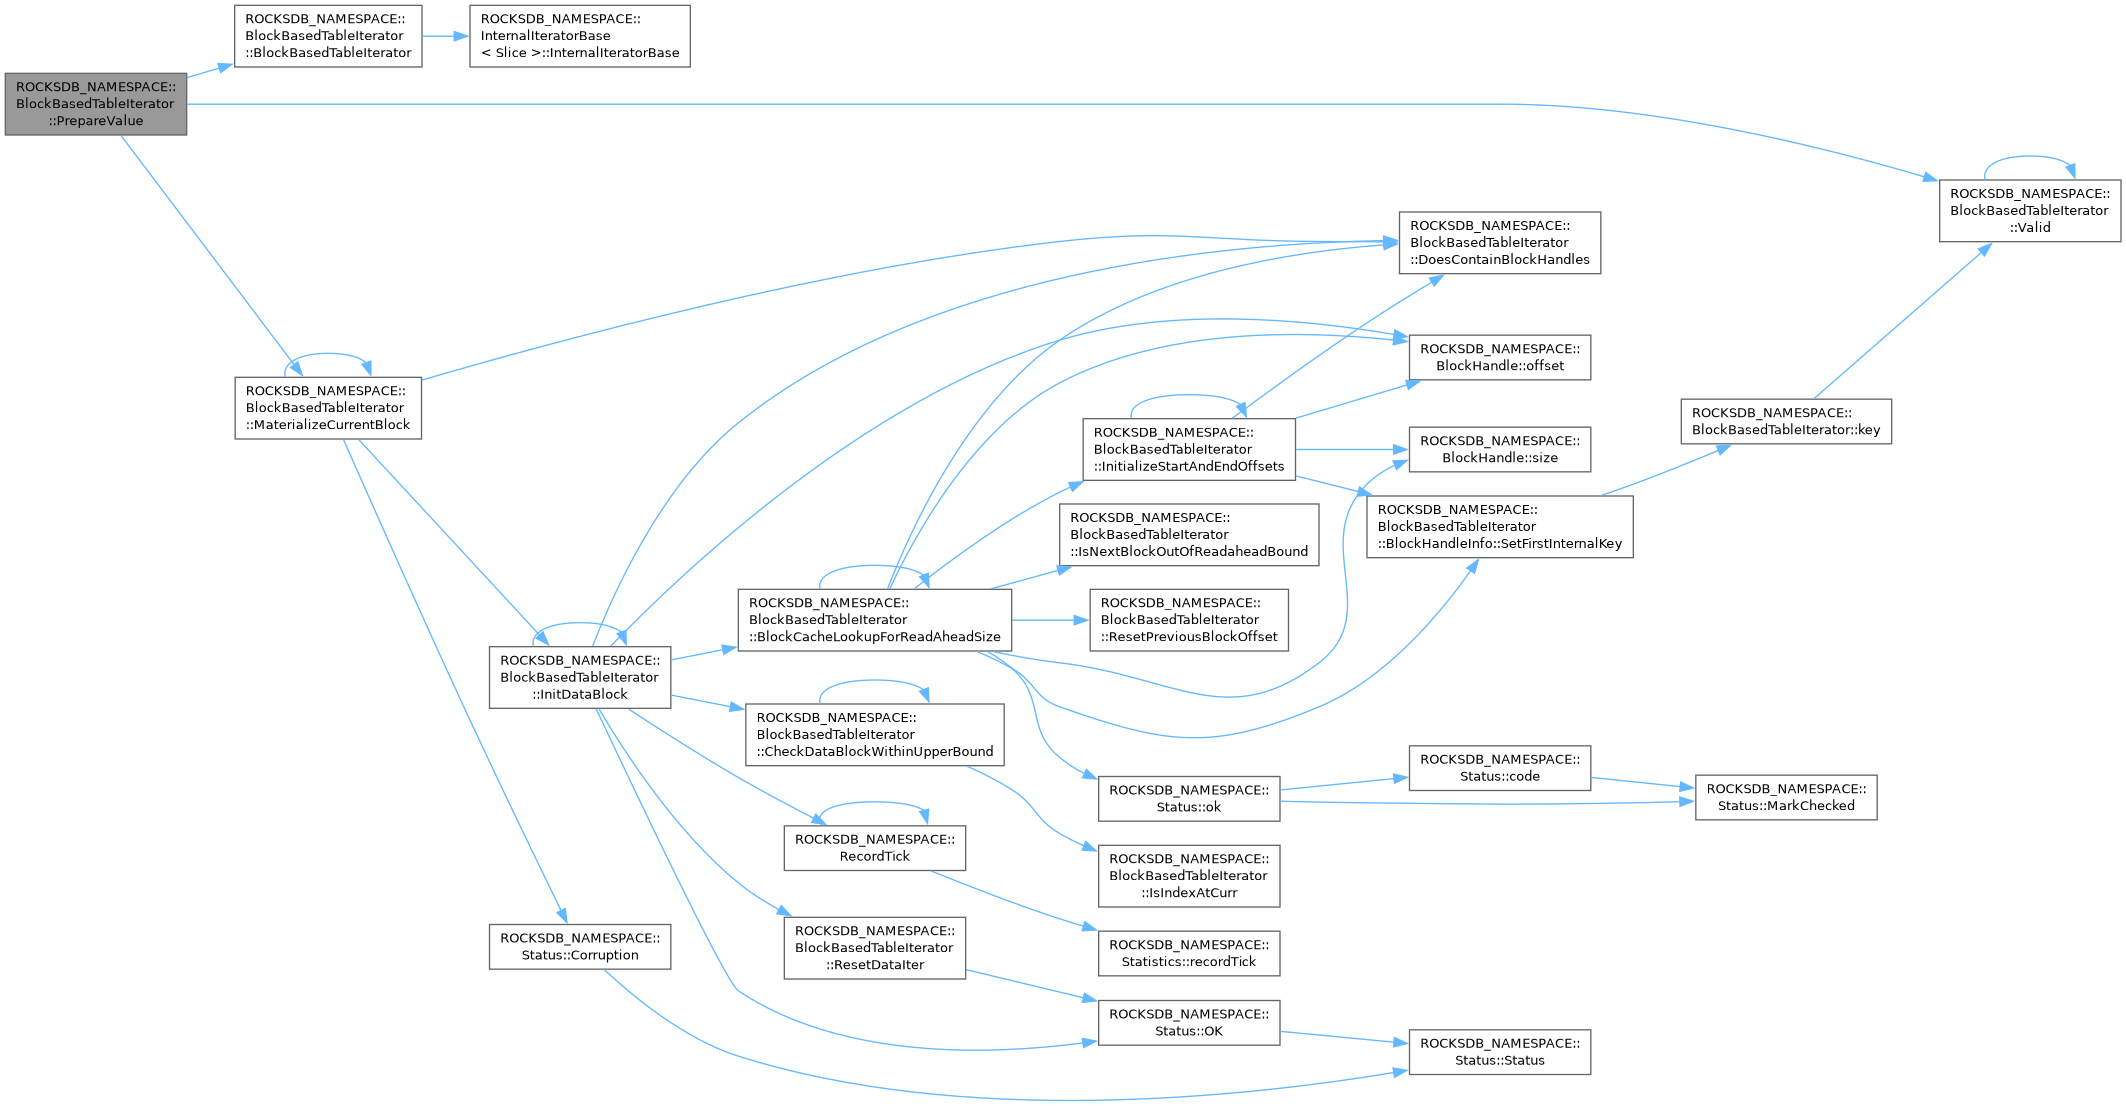 ROCKSDB_NAMESPACE::
BlockBasedTableIterator
::PrepareValue
ROCKSDB_NAMESPACE::
BlockBasedTableIterator
::BlockBasedTableIterator
ROCKSDB_NAMESPACE::
InternalIteratorBase
< Slice >::InternalIteratorBase
ROCKSDB_NAMESPACE::
BlockBasedTableIterator
::Valid
ROCKSDB_NAMESPACE::
BlockBasedTableIterator
::MaterializeCurrentBlock
ROCKSDB_NAMESPACE::
BlockBasedTableIterator
::DoesContainBlockHandles
ROCKSDB_NAMESPACE::
BlockHandle::offset
ROCKSDB_NAMESPACE::
BlockBasedTableIterator::key
ROCKSDB_NAMESPACE::
BlockBasedTableIterator
::InitializeStartAndEndOffsets
ROCKSDB_NAMESPACE::
BlockHandle::size
ROCKSDB_NAMESPACE::
BlockBasedTableIterator
::BlockHandleInfo::SetFirstInternalKey
ROCKSDB_NAMESPACE::
BlockBasedTableIterator
::IsNextBlockOutOfReadaheadBound
ROCKSDB_NAMESPACE::
BlockBasedTableIterator
::BlockCacheLookupForReadAheadSize
ROCKSDB_NAMESPACE::
BlockBasedTableIterator
::ResetPreviousBlockOffset
ROCKSDB_NAMESPACE::
BlockBasedTableIterator
::InitDataBlock
ROCKSDB_NAMESPACE::
BlockBasedTableIterator
::CheckDataBlockWithinUpperBound
ROCKSDB_NAMESPACE::
Status::code
ROCKSDB_NAMESPACE::
Status::ok
ROCKSDB_NAMESPACE::
Status::MarkChecked
ROCKSDB_NAMESPACE::
RecordTick
ROCKSDB_NAMESPACE::
BlockBasedTableIterator
::IsIndexAtCurr
ROCKSDB_NAMESPACE::
Status::Corruption
ROCKSDB_NAMESPACE::
BlockBasedTableIterator
::ResetDataIter
ROCKSDB_NAMESPACE::
Statistics::recordTick
ROCKSDB_NAMESPACE::
Status::OK
ROCKSDB_NAMESPACE::
Status::Status